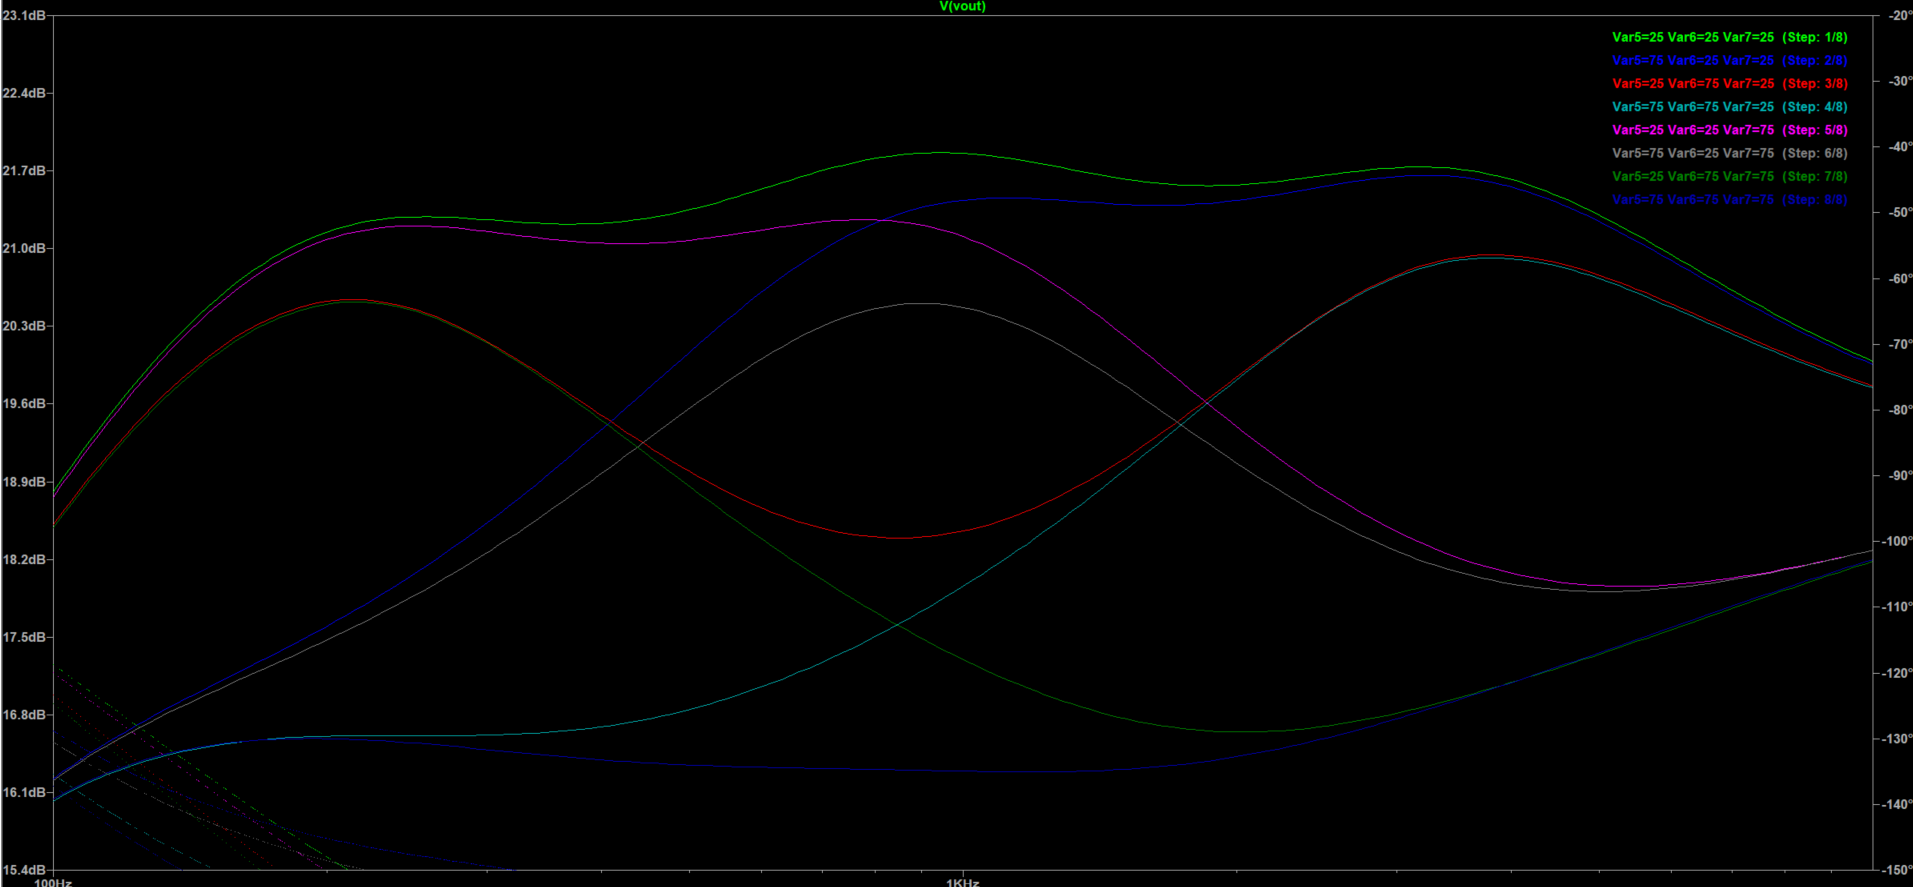 V(vout)
23.1dB
22.4dB
21.7dB
21.0dB
20.3dB
19.6dB
18.9dB
18.2dB
17.5dB
16.8dB
16.1dB
15.4dB
Var5=25 Var6=25 Var7=25 (Step: 1/8)
Var5=75 Var6=25 Var7=25 (Step: 2/8)
Var5=25 Var6=75 Var7=25 (Step: 3/8)
Var5=75 Var6=75 Var7=25 (Step: 4/8)
Var5=25 Var6=25 Var7=75 (Step: 5/8)
Var5=75 Var6=25 Var7=75 (Step: 6/8)
Var5=25 Var6=75 Var7=75 (Step: 7/8)
Var5=75 Var6=75 Var7=75 (Step: 8/8)
-20°
-30°
-40°
-50°
-60°
-70°
-80°
-90°
-100°
-110°
-120°
-130°
-140°
-150°
100Hz
1KHz